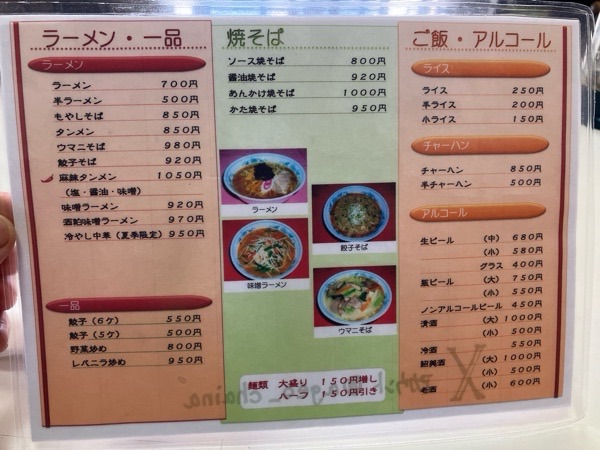 ラーメン・一品
ラーメン
ラーメン 700円
半ラーメン 500円
もやしそば 850円
タンメン 850円
ウマニそば 980円
餃子そば 920円
麻辣タンメン 1050円
(塩・醤油・味噌)
味噌ラーメン 920円
酒粕味噌ラーメン 970円
冷やし中華(夏季限定) 950円
一品
餃子(6ケ) 550円
餃子(5ケ) 500円
野菜炒め 800円
レバニラ炒め 950円
焼そば
ソース焼そば 800円
醤油焼そば 920円
あんかけ焼そば 1000円
かた焼そば 950円
ラーメン
餃子そば
味噌ラーメン
ウマニそば
麺類 大盛り 150円増し
ハーフ 150円引き
ご飯・アルコール
ライス
ライス 250円
半ライス 200円
小ライス 150円
チャーハン
チャーハン 850円
半チャーハン 500円
アルコール
生ビール (中) 680円
(小) 580円
グラス 400円
瓶ビール (大) 750円
(小) 550円
ノンアルコールビール 450円
清酒 (大) 1000円
(小) 500円
冷酒 550円
紹興酒 (大) 1000円
(小) 500円
老酒 (小) 600円